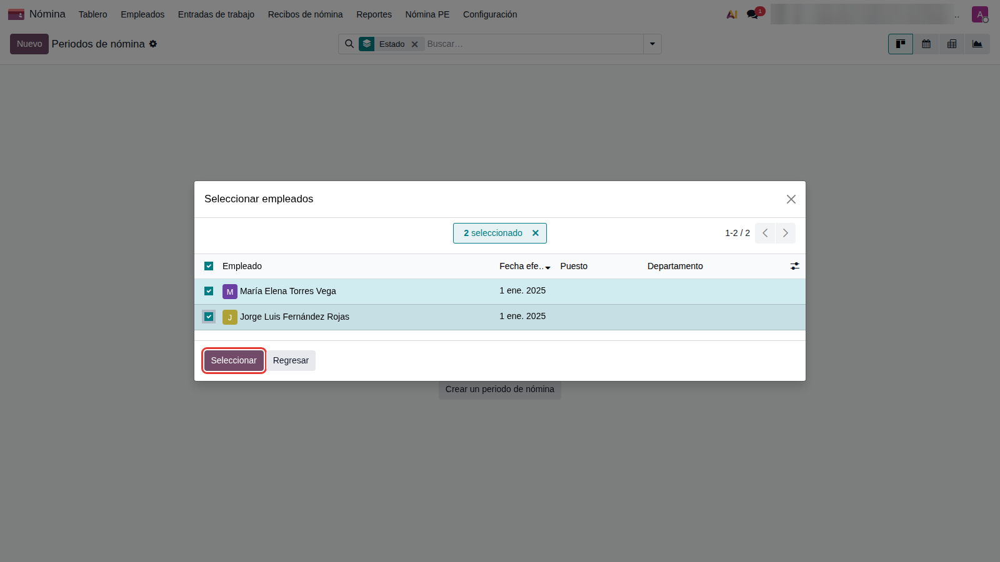 Nómina Tablero Empleados Entradas de trabajo Recibos de nómina Reportes Nómina PE Configuración AI 1 .. A
Nuevo Periodos de nómina Estado Buscar...
Seleccionar empleados
2 seleccionado 1-2 / 2
Empleado Fecha efe... Puesto Departamento
M María Elena Torres Vega 1 ene. 2025
J Jorge Luis Fernández Rojas 1 ene. 2025
Seleccionar Regresar
Crear un periodo de nómina